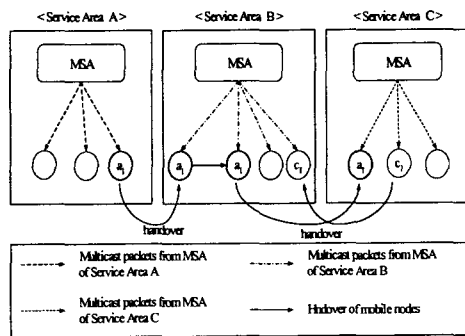 <Service Area A>
<Service Area B>
<Service Area C>
MSA
MSA
MSA
a₁
a₁
a₁
c₁
a₁
c₁
handover
handover
Multicast packets from MSA
of Service Area A
Multicast packets from MSA
of Service Area B
Multicast packets from MSA
of Service Area C
Hndover of mobile nodes